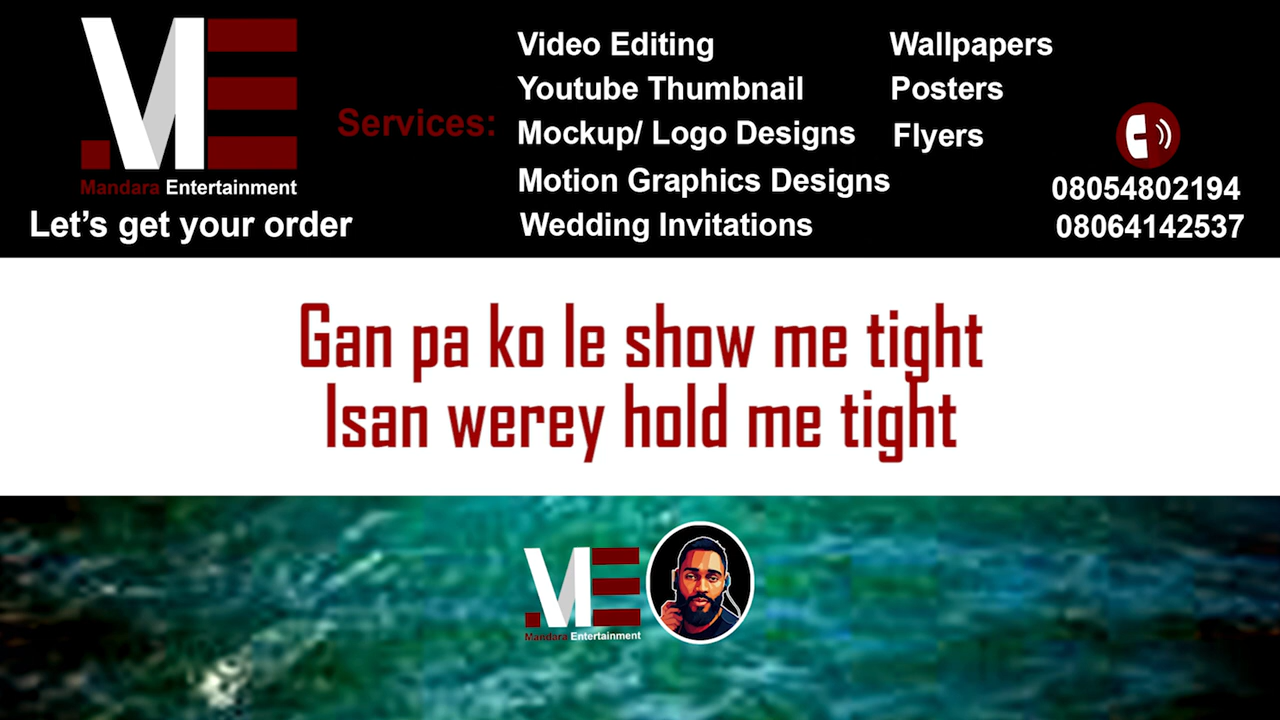 ME
Mandara Entertainment
Let's get your order
Services:
Video Editing
Youtube Thumbnail
Mockup/ Logo Designs
Motion Graphics Designs
Wedding Invitations
Wallpapers
Posters
Flyers
08054802194
08064142537
Gan pa ko le show me tight
Isan werey hold me tight
ME
Mandara Entertainment